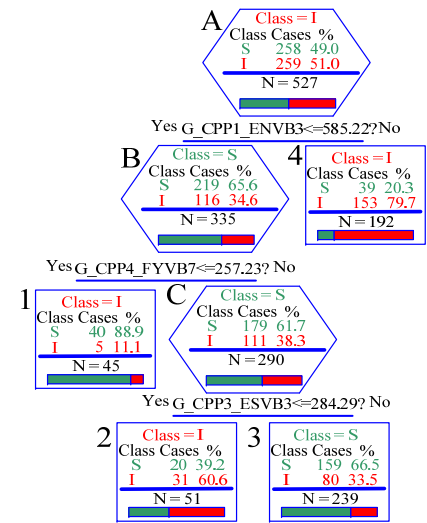 A
Class = I
Class Cases %
S 258 49.0
I 259 51.0
N = 527
Yes G_CPP1_ENVB3<=585.22? No
B
Class = S
Class Cases %
S 219 65.6
I 116 34.6
N = 335
4
Class = I
Class Cases %
S 39 20.3
I 153 79.7
N = 192
Yes G_CPP4_FYVB7<=257.23? No
1
Class = I
Class Cases %
S 40 88.9
I 5 11.1
N = 45
C
Class = S
Class Cases %
S 179 61.7
I 111 38.3
N = 290
Yes G_CPP3_ESVB3<=284.29? No
2
Class = I
Class Cases %
S 20 39.2
I 31 60.6
N = 51
3
Class = S
Class Cases %
S 159 66.5
I 80 33.5
N = 239